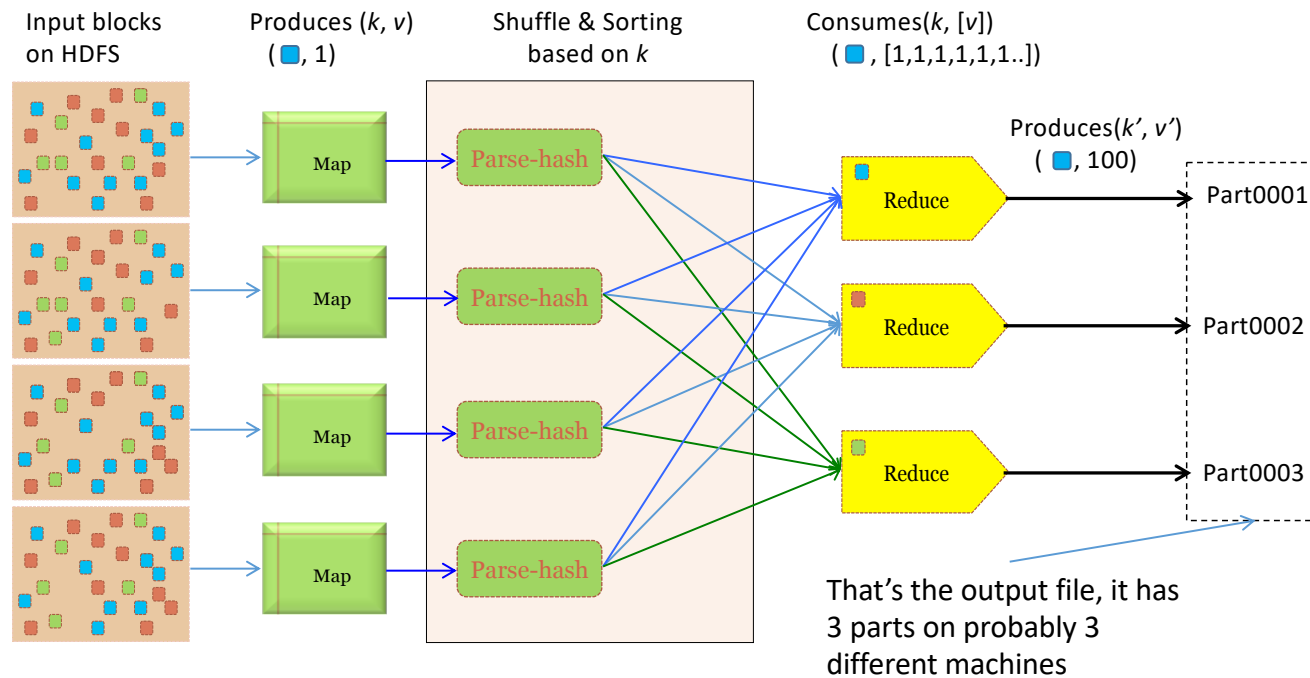 Input blocks
on HDFS
Produces (k, v)
( , 1)
Shuffle & Sorting
based on k
Consumes(k, [v])
( , [1,1,1,1,1,1..])
Produces(k’, v’)
( , 100)
Map
Parse-hash
Reduce
Part0001
Map
Parse-hash
Reduce
Part0002
Map
Parse-hash
Reduce
Part0003
Map
Parse-hash
That’s the output file, it has
3 parts on probably 3
different machines